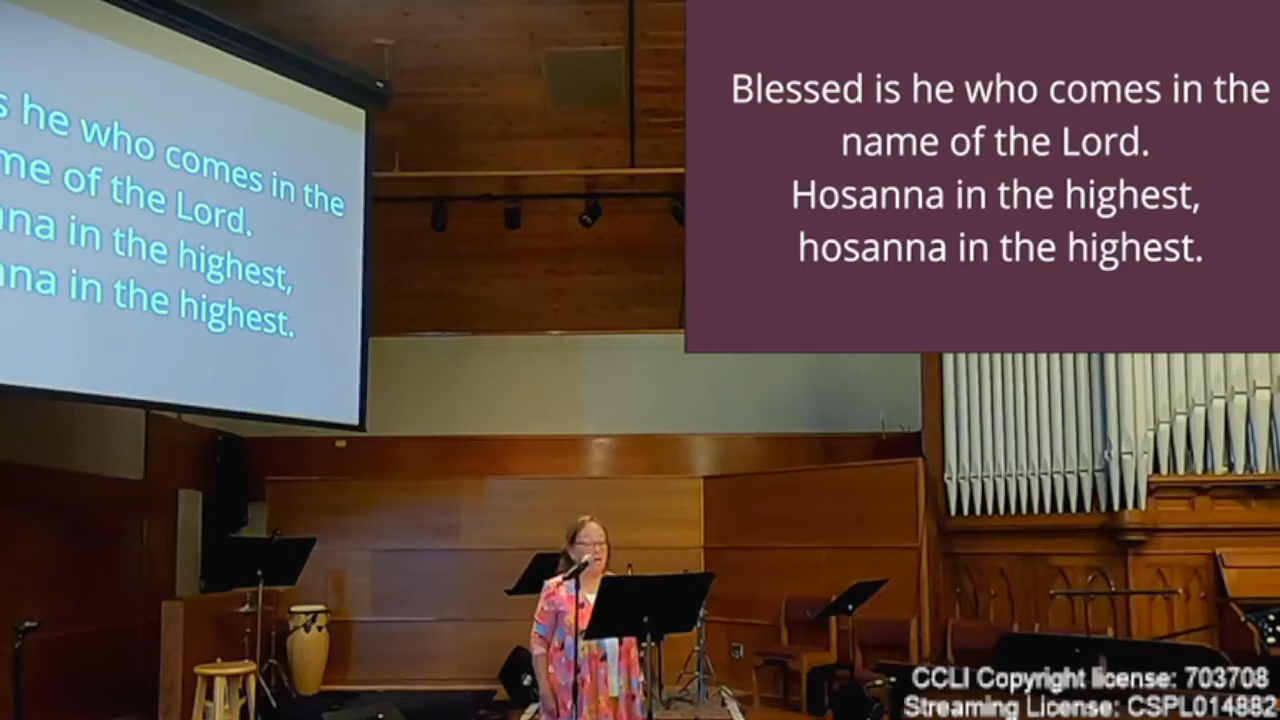 s he who comes in the
me of the Lord.
nna in the highest,
nna in the highest.
Blessed is he who comes in the
name of the Lord.
Hosanna in the highest,
hosanna in the highest.
CCLI Copyright license: 703708
Streaming License: CSPL014882